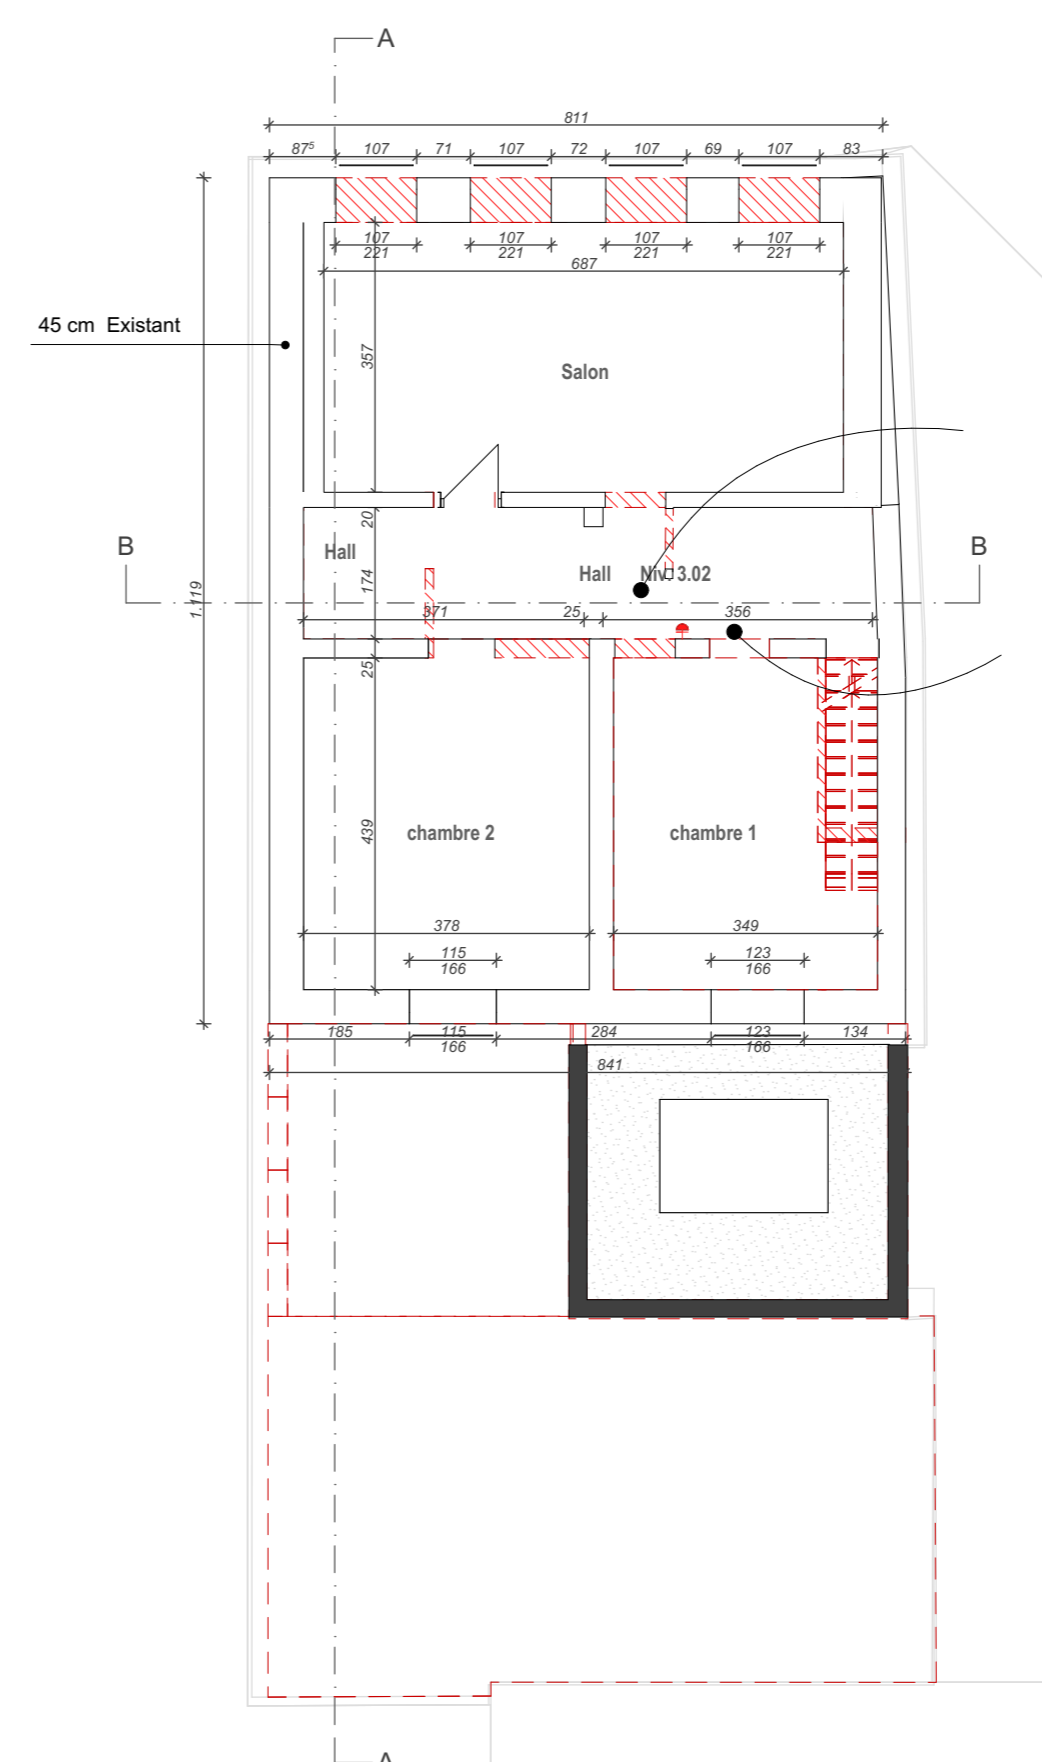 A
811
87⁵ 107 71 107 72 107 69 107 83
107 107 107 107
221 221 221 221
687
45 cm Existant
357
Salon
20
B B
Hall
Hall Niv. 3.02
174
1.119
371 25 356
25
439
chambre 2 chambre 1
378 349
115 123
166 166
185 115 284 123 134
166 166
841
A